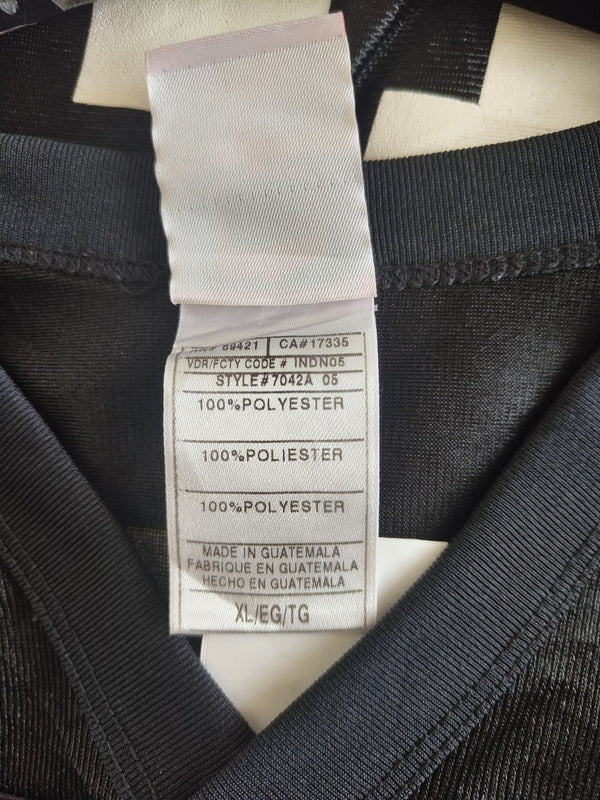 69421 CA#17335
VDR/FCTY CODE # INDN05
STYLE#7042A 05
100%POLYESTER
100%POLIESTER
100%POLYESTER
MADE IN GUATEMALA
FABRIQUE EN GUATEMALA
HECHO EN GUATEMALA
XL/EG/TG